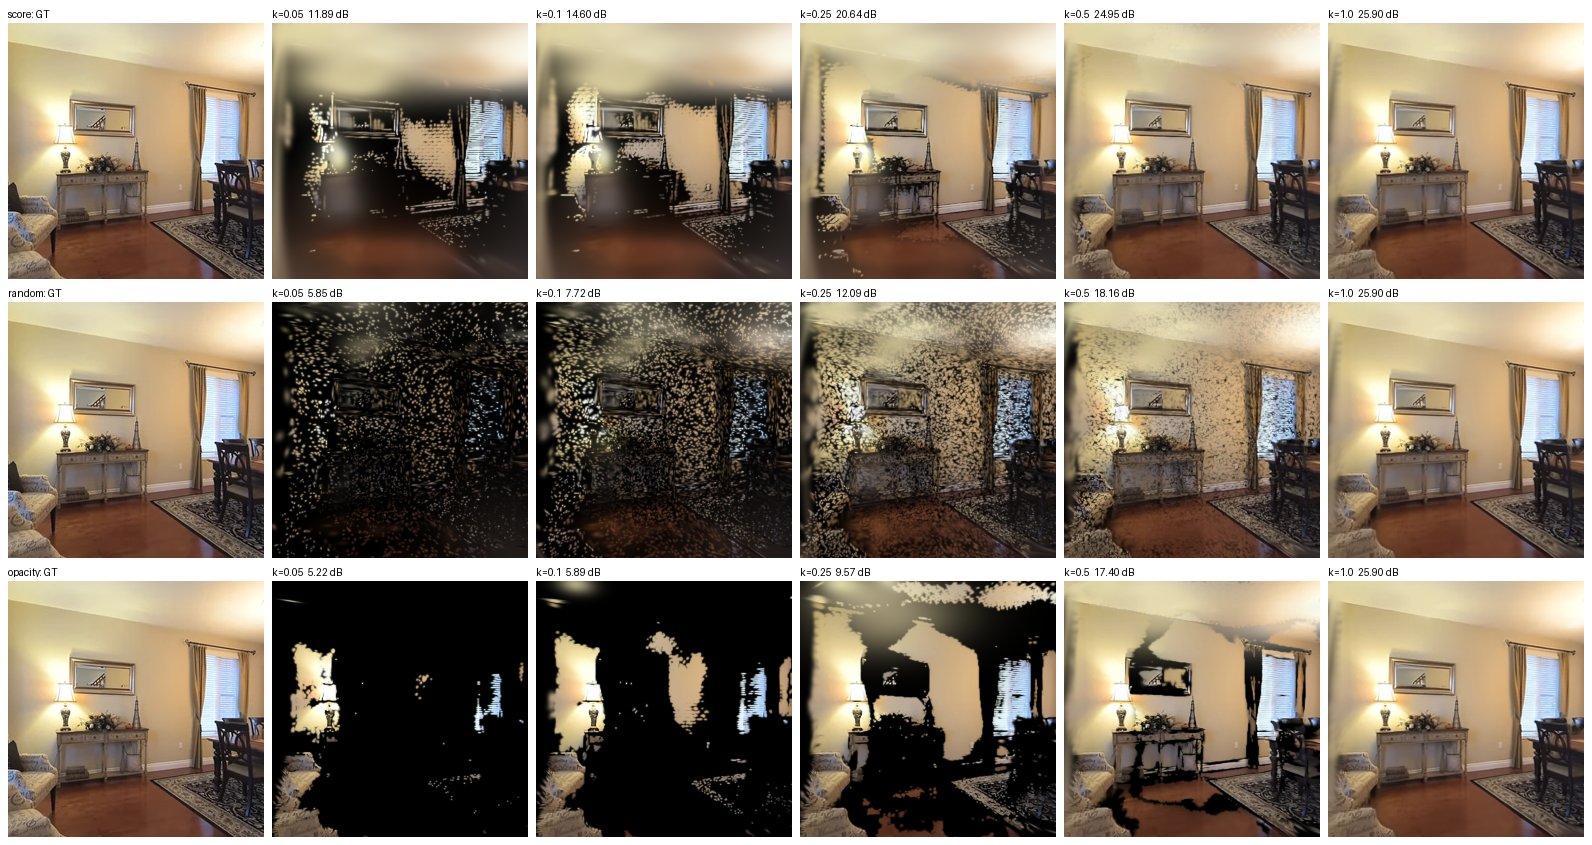 score: GT
k=0.05 11.89 dB
k=0.1 14.60 dB
k=0.25 20.64 dB
k=0.5 24.95 dB
k=1.0 25.90 dB
random: GT
k=0.05 5.85 dB
k=0.1 7.72 dB
k=0.25 12.09 dB
k=0.5 18.16 dB
k=1.0 25.90 dB
opacity: GT
k=0.05 5.22 dB
k=0.1 5.89 dB
k=0.25 9.57 dB
k=0.5 17.40 dB
k=1.0 25.90 dB